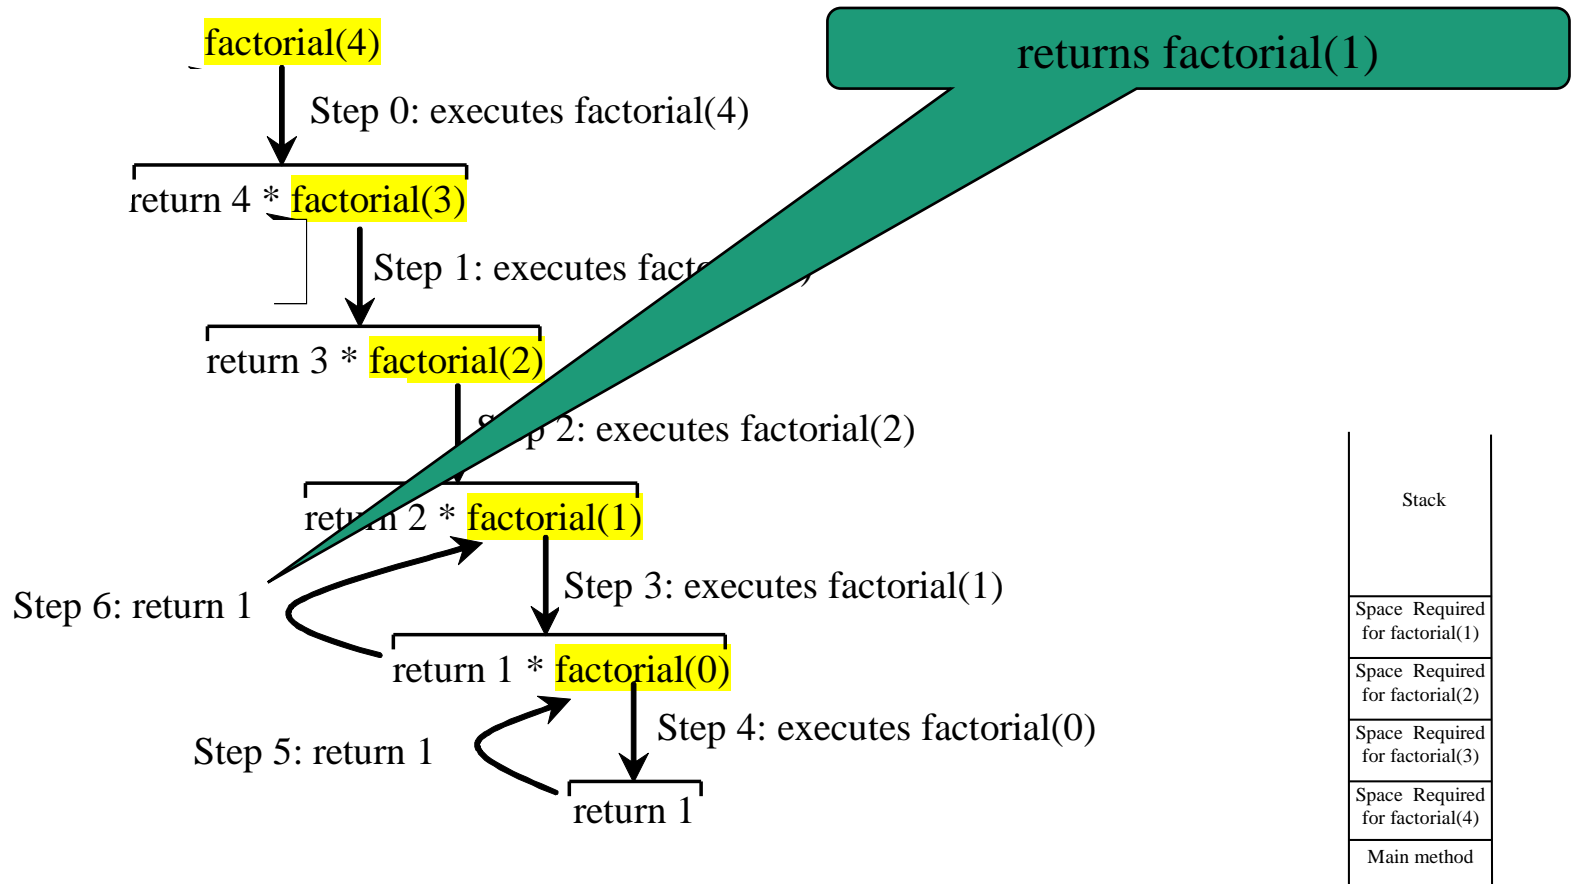 factorial(4)
returns factorial(1)
Step 0: executes factorial(4)
return 4 * factorial(3)
Step 1: executes
return 3 * factorial(2)
2: executes factorial(2)
return 2 * factorial(1)
Step 3: executes factorial(1)
Step 6: return 1
return 1 * factorial(0)
Step 4: executes factorial(0)
Step 5: return 1
return 1
Stack
Space Required
for factorial(1)
Space Required
for factorial(2)
Space Required
for factorial(3)
Space Required
for factorial(4)
Main method